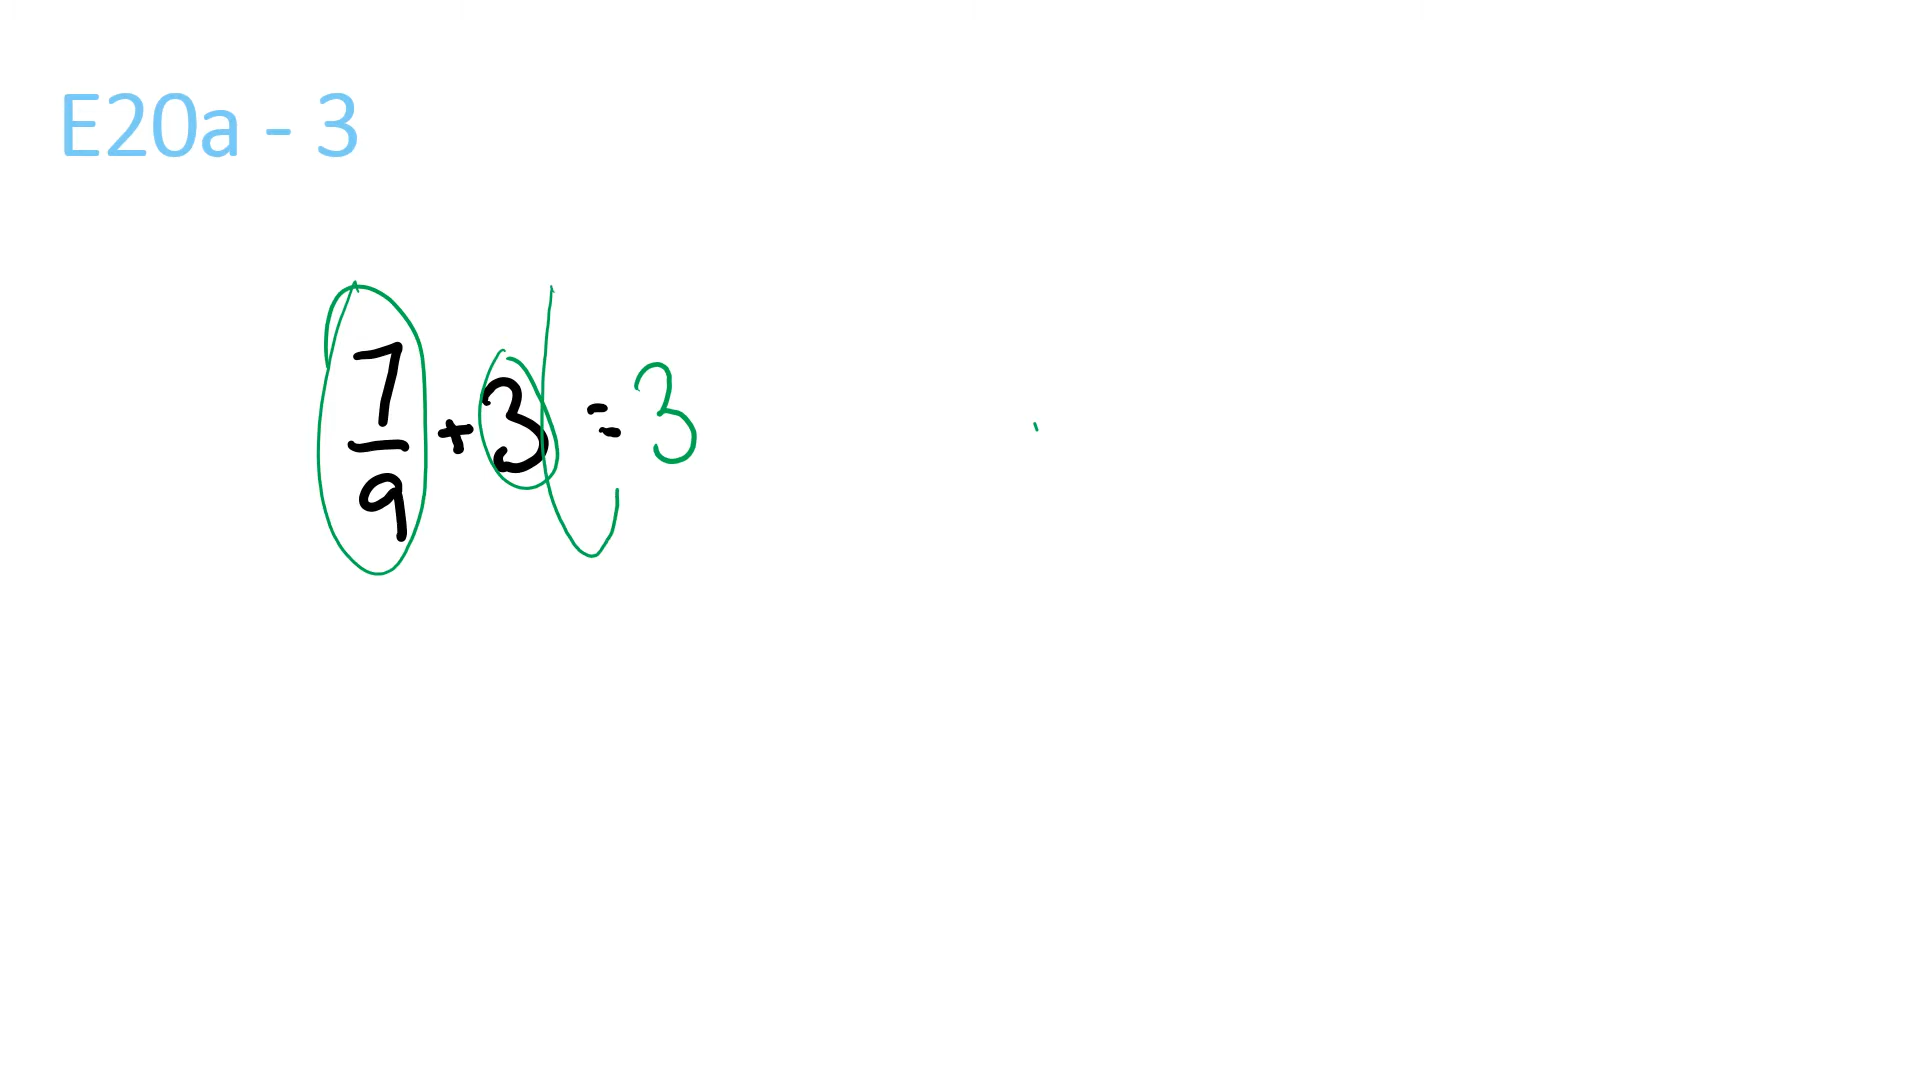 E20a - 3
7/9 + 3 = 3